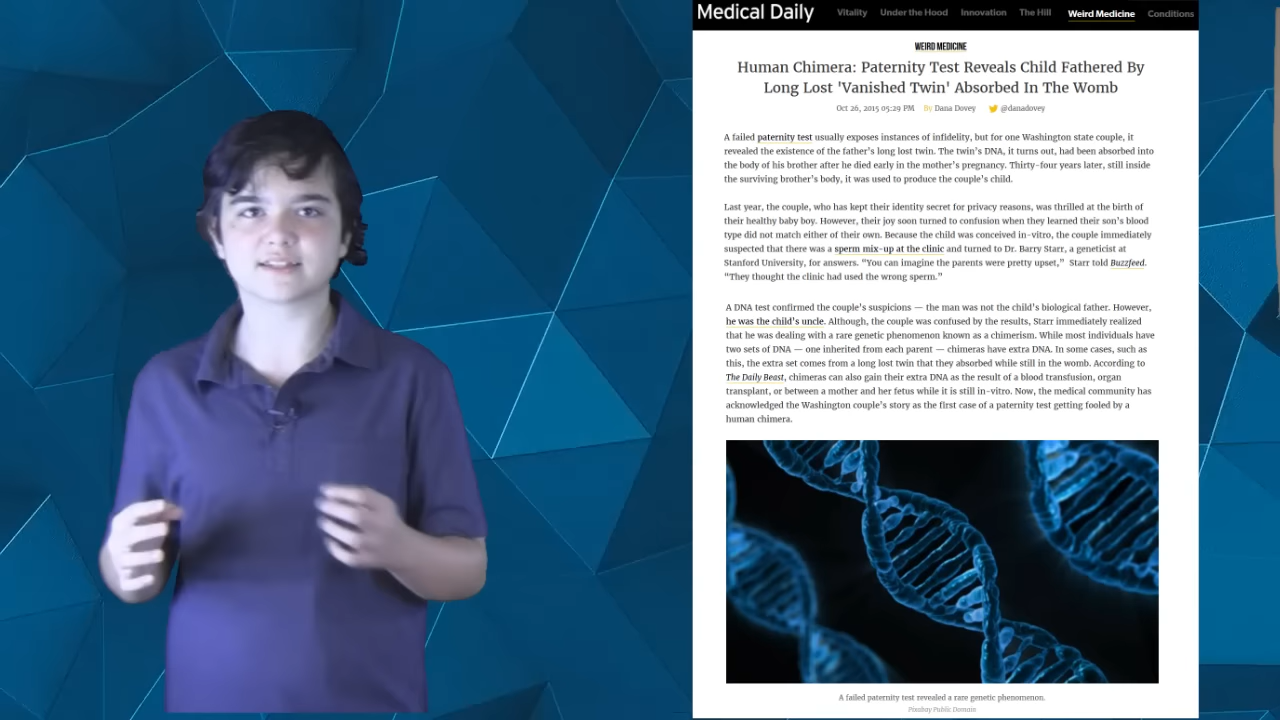 Medical Daily
Vitality Under the Hood Innovation The Hill Weird Medicine Conditions
WEIRD MEDICINE
Human Chimera: Paternity Test Reveals Child Fathered By
Long Lost 'Vanished Twin' Absorbed In The Womb
Oct 26, 2015 05:29 PM By Dana Dovey @danadovey
A failed paternity test usually exposes instances of infidelity, but for one Washington state couple, it
revealed the existence of the father's long lost twin. The twin's DNA, it turns out, had been absorbed into
the body of his brother after he died early in the mother's pregnancy. Thirty-four years later, still inside
the surviving brother's body, it was used to produce the couple's child.
Last year, the couple, who has kept their identity secret for privacy reasons, was thrilled at the birth of
their healthy baby boy. However, their joy soon turned to confusion when they learned their son's blood
type did not match either of their own. Because the child was conceived in-vitro, the couple immediately
suspected that there was a sperm mix-up at the clinic and turned to Dr. Barry Starr, a geneticist at
Stanford University, for answers. "You can imagine the parents were pretty upset," Starr told Buzzfeed.
"They thought the clinic had used the wrong sperm."
A DNA test confirmed the couple's suspicions — the man was not the child's biological father. However,
he was the child's uncle. Although, the couple was confused by the results, Starr immediately realized
that he was dealing with a rare genetic phenomenon known as a chimerism. While most individuals have
two sets of DNA — one inherited from each parent — chimeras have extra DNA. In some cases, such as
this, the extra set comes from a long lost twin that they absorbed while still in the womb. According to
The Daily Beast, chimeras can also gain their extra DNA as the result of a blood transfusion, organ
transplant, or between a mother and her fetus while it is still in-vitro. Now, the medical community has
acknowledged the Washington couple's story as the first case of a paternity test getting fooled by a
human chimera.
A failed paternity test revealed a rare genetic phenomenon.
Pixabay Public Domain